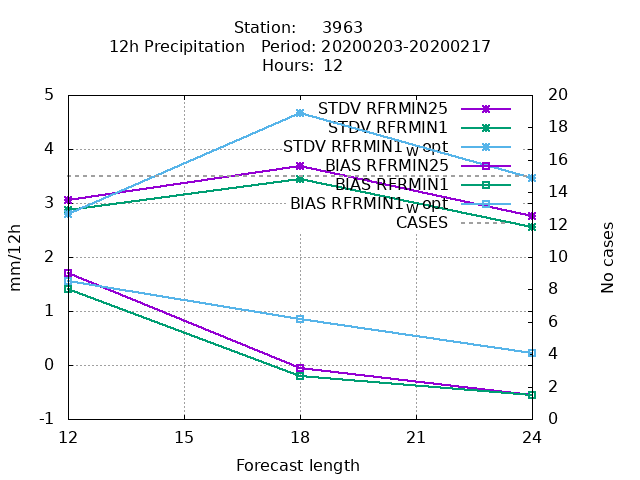 Station: 3963
12h Precipitation Period: 20200203-20200217
Hours: 12
STDV RFRMIN25
STDV RFRMIN1
STDV RFRMIN1w opt
BIAS RFRMIN25
BIAS RFRMIN1
BIAS RFRMIN1w opt
CASES
5
4
3
2
1
0
-1
mm/12h
20
18
16
14
12
10
8
6
4
2
0
No cases
12 15 18 21 24
Forecast length